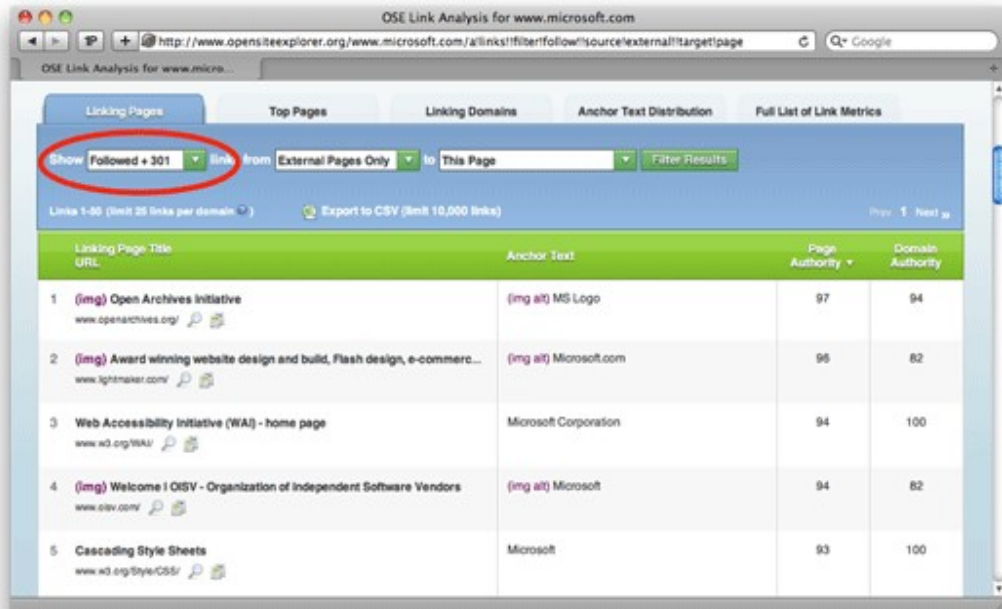 OSE Link Analysis for www.microsoft.com
http://www.opensiteexplorer.org/www.microsoft.com/a!links!!filter!follow!!source!external!!target!page
Google
OSE Link Analysis for www.micro...
Linking Pages Top Pages Linking Domains Anchor Text Distribution Full List of Link Metrics
Show Followed + 301 links from External Pages Only to This Page Filter Results
Links 1-50 (limit 25 links per domain) Export to CSV (limit 10,000 links) Prev 1 Next »
Linking Page Title
URL Anchor Text Page Authority Domain Authority
1 (img) Open Archives Initiative (img alt) MS Logo 97 94
www.openarchives.org/
2 (img) Award winning website design and build, Flash design, e-commerc... (img alt) Microsoft.com 96 82
www.lightmaker.com/
3 Web Accessibility Initiative (WAI) - home page Microsoft Corporation 94 100
www.w3.org/WAI/
4 (img) Welcome | OISV - Organization of Independent Software Vendors (img alt) Microsoft 94 82
www.oisv.com/
5 Cascading Style Sheets Microsoft 93 100
www.w3.org/Style/CSS/